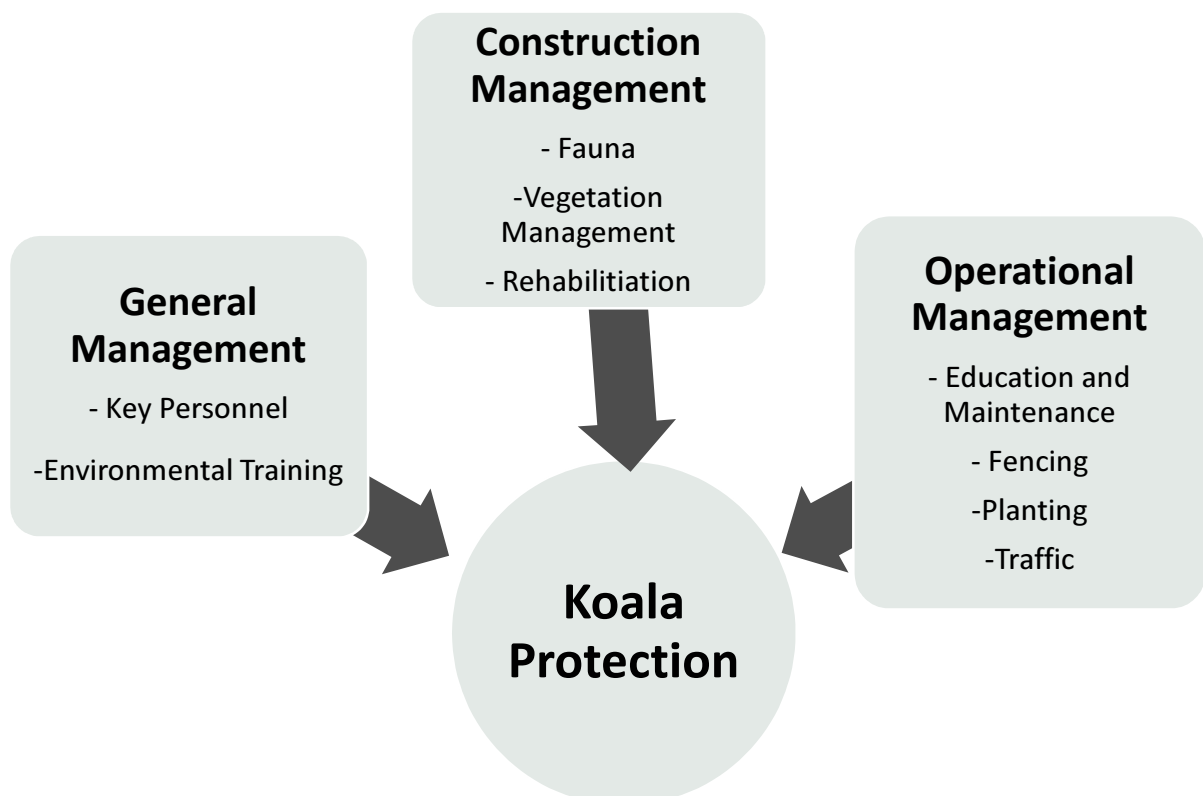 Construction
Management
- Fauna
-Vegetation
Management
- Rehabilitiation
General
Management
- Key Personnel
-Environmental Training
Operational
Management
- Education and
Maintenance
- Fencing
-Planting
-Traffic
Koala
Protection